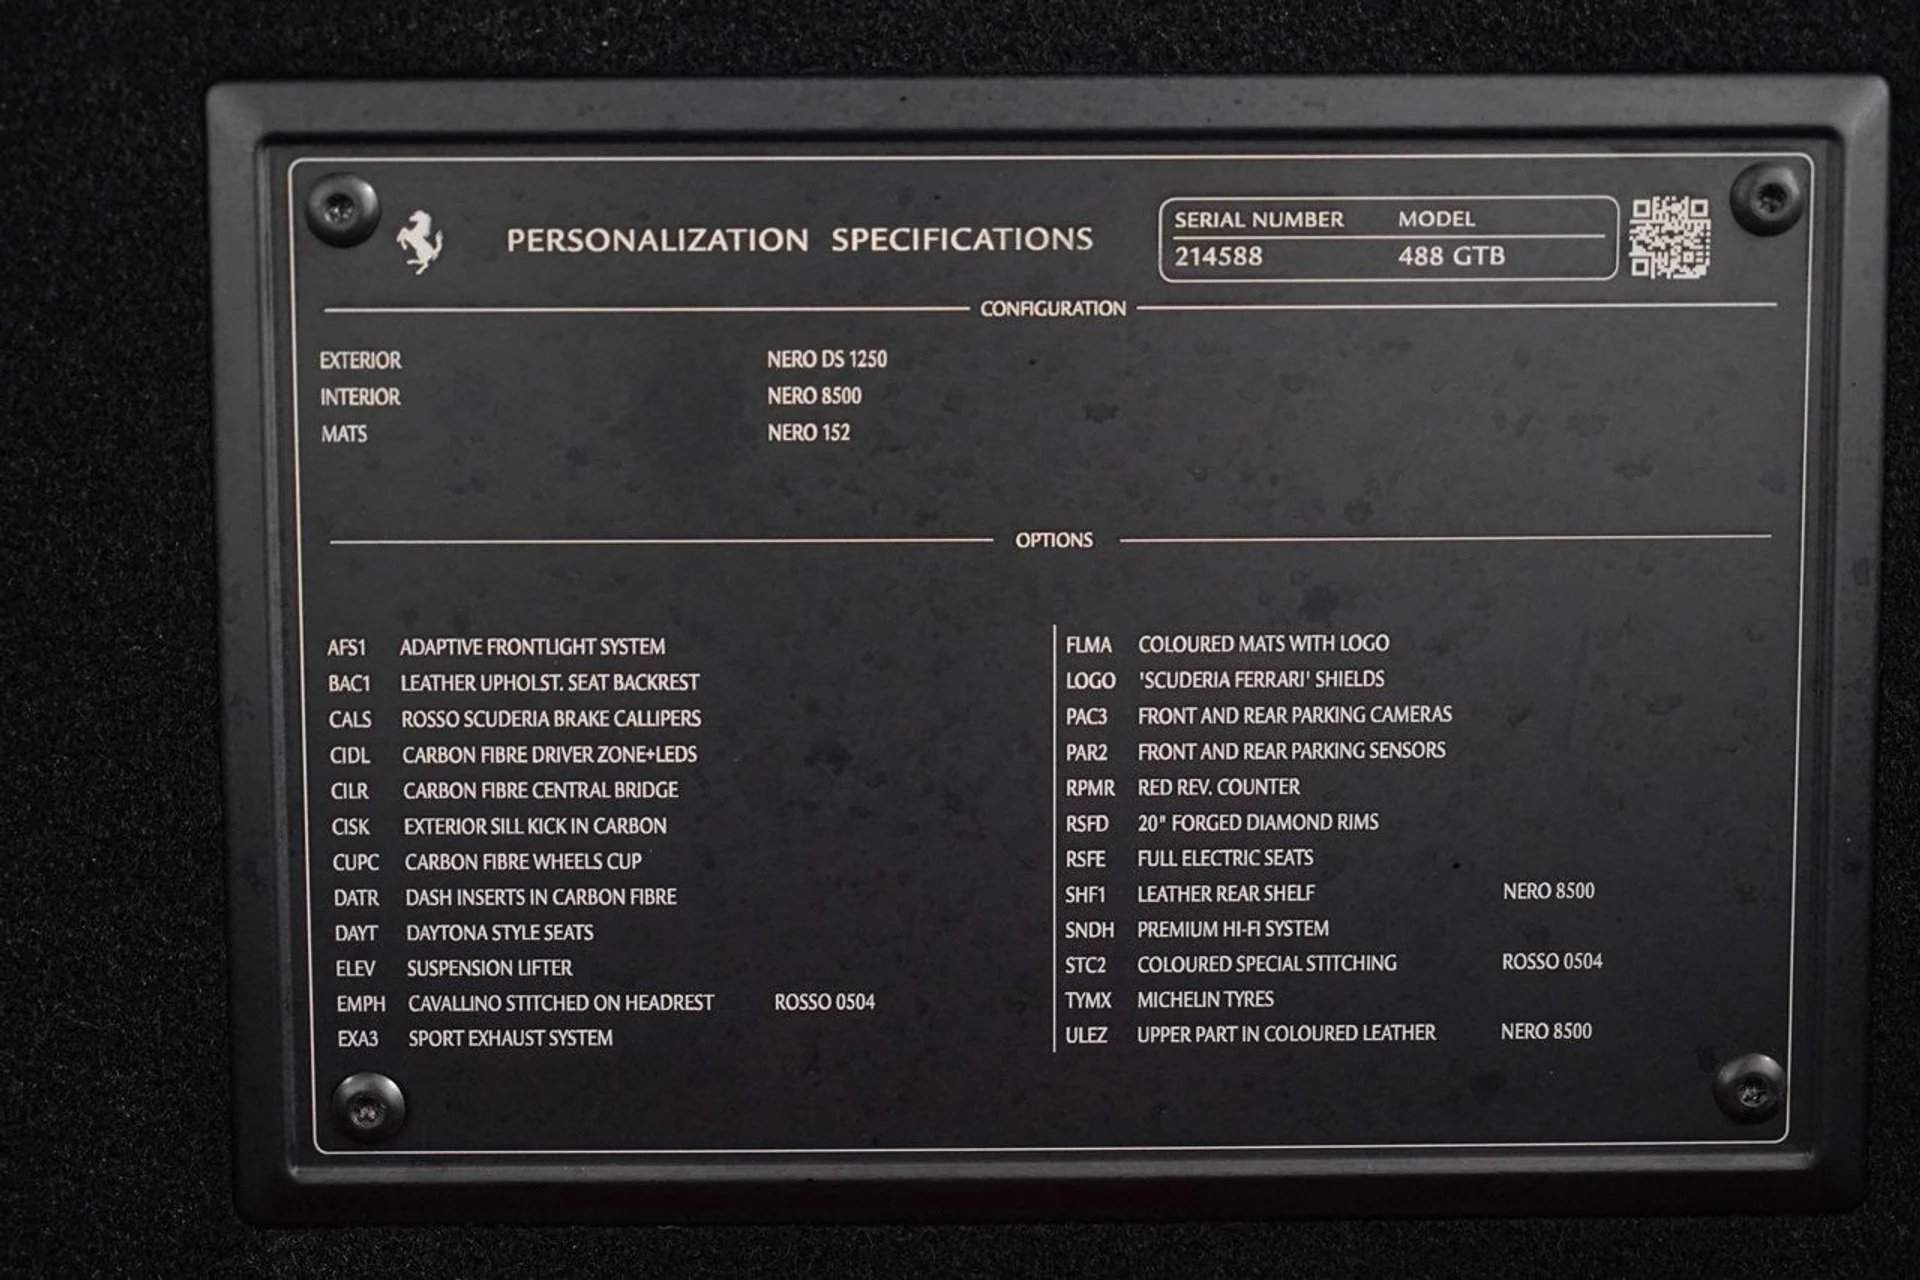 PERSONALIZATION SPECIFICATIONS
SERIAL NUMBER MODEL
214588 488 GTB
CONFIGURATION
EXTERIOR NERO DS 1250
INTERIOR NERO 8500
MATS NERO 152
OPTIONS
AFS1 ADAPTIVE FRONTLIGHT SYSTEM
BAC1 LEATHER UPHOLST. SEAT BACKREST
CALS ROSSO SCUDERIA BRAKE CALLIPERS
CIDL CARBON FIBRE DRIVER ZONE+LEDS
CILR CARBON FIBRE CENTRAL BRIDGE
CISK EXTERIOR SILL KICK IN CARBON
CUPC CARBON FIBRE WHEELS CUP
DATR DASH INSERTS IN CARBON FIBRE
DAYT DAYTONA STYLE SEATS
ELEV SUSPENSION LIFTER
EMPH CAVALLINO STITCHED ON HEADREST ROSSO 0504
EXA3 SPORT EXHAUST SYSTEM
FLMA COLOURED MATS WITH LOGO
LOGO 'SCUDERIA FERRARI' SHIELDS
PAC3 FRONT AND REAR PARKING CAMERAS
PAR2 FRONT AND REAR PARKING SENSORS
RPMR RED REV. COUNTER
RSFD 20" FORGED DIAMOND RIMS
RSFE FULL ELECTRIC SEATS
SHF1 LEATHER REAR SHELF NERO 8500
SNDH PREMIUM HI-FI SYSTEM
STC2 COLOURED SPECIAL STITCHING ROSSO 0504
TYMX MICHELIN TYRES
ULEZ UPPER PART IN COLOURED LEATHER NERO 8500